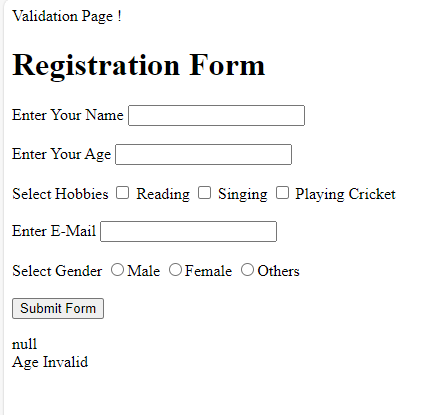 Validation Page !
Registration Form
Enter Your Name
Enter Your Age
Select Hobbies Reading Singing Playing Cricket
Enter E-Mail
Select Gender Male Female Others
Submit Form
null
Age Invalid